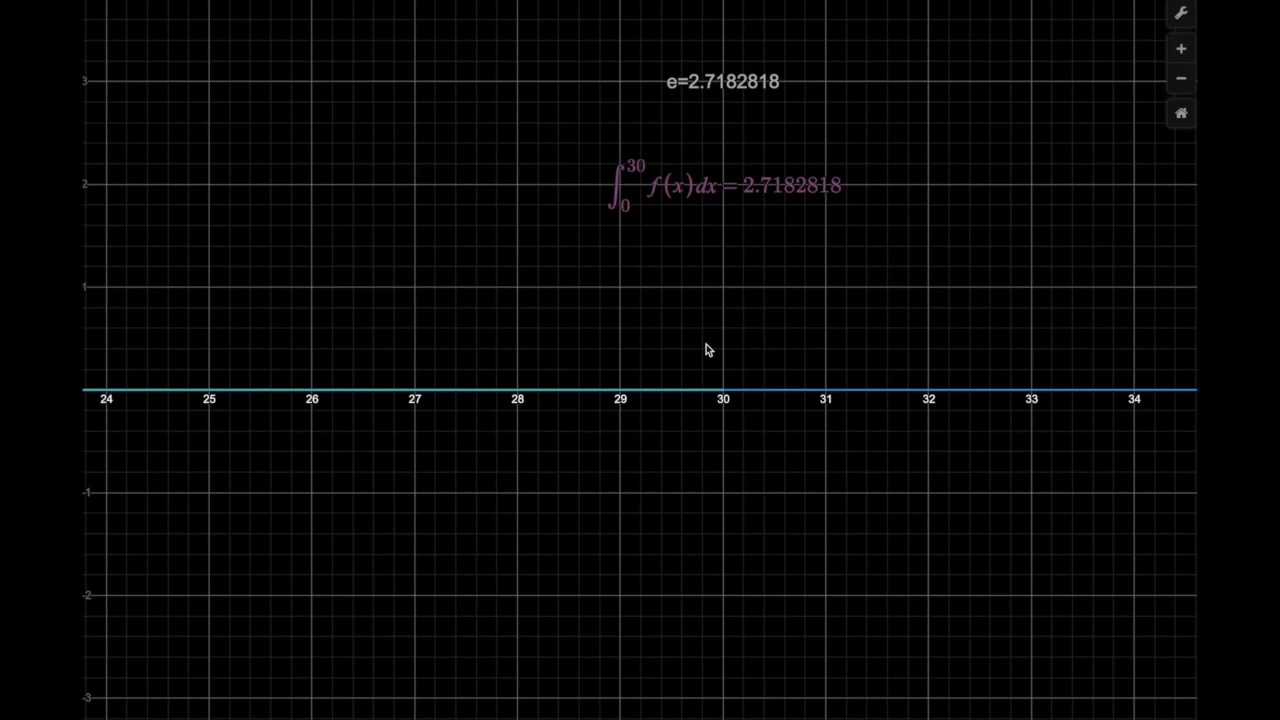 3
e=2.7182818
2
∫₀³⁰ f(x)dx = 2.7182818
1
24 25 26 27 28 29 30 31 32 33 34
-1
-2
-3